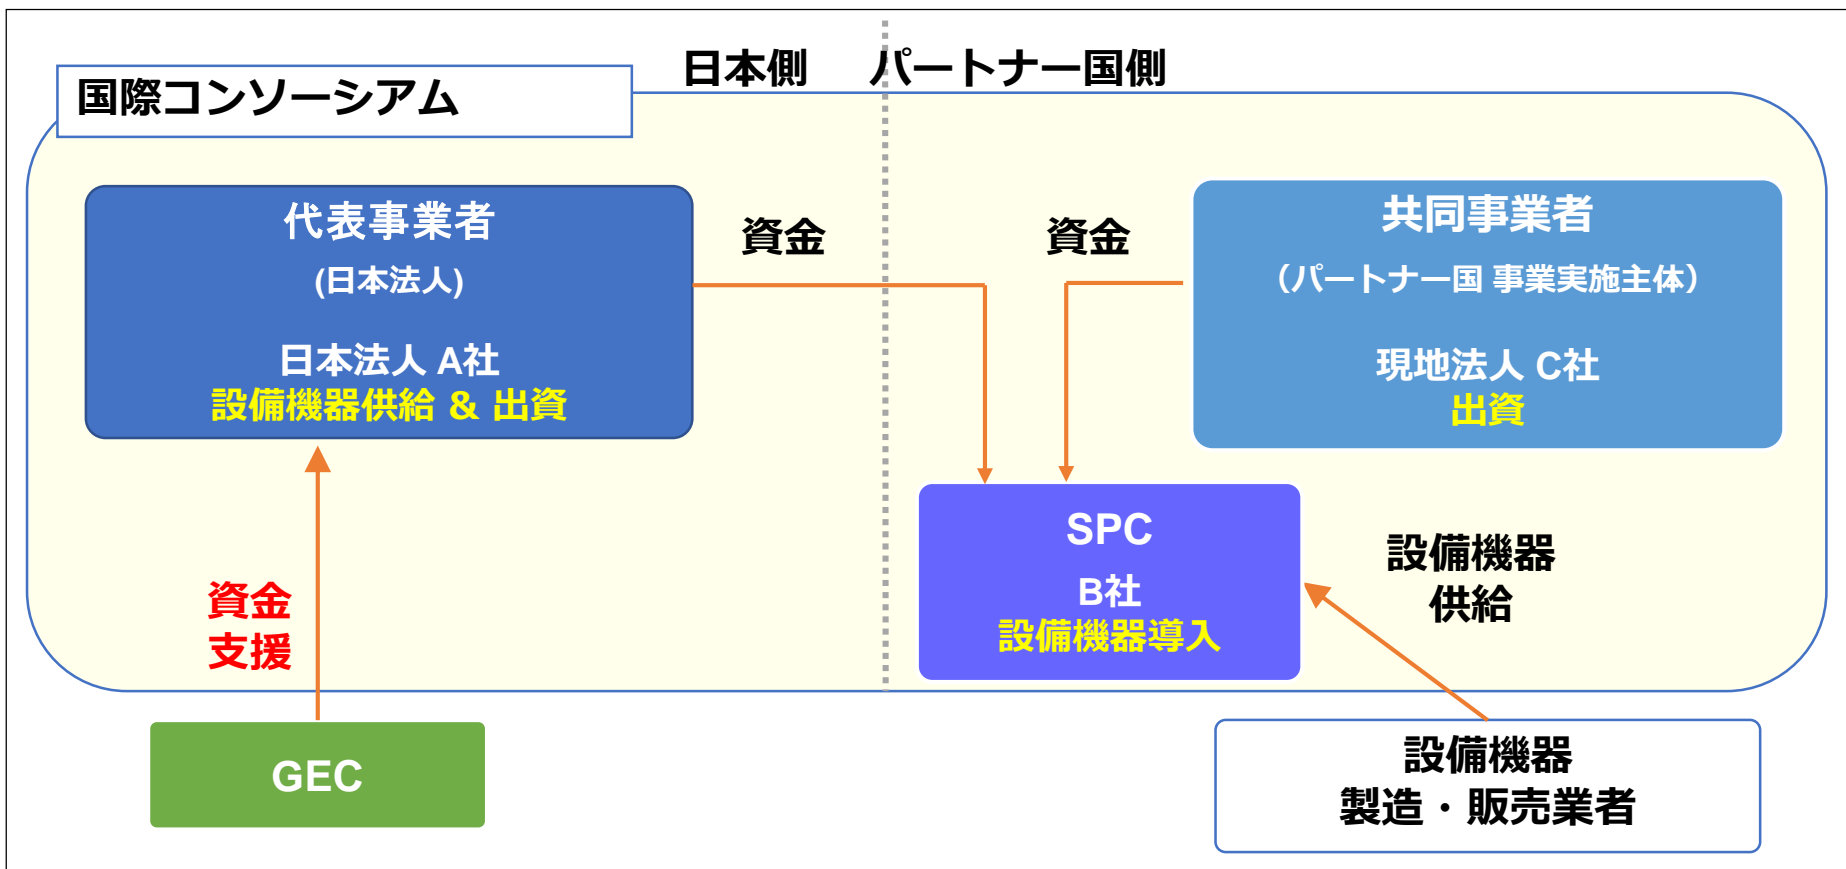 日本側
パートナー国側
国際コンソーシアム
代表事業者
(日本法人)
日本法人 A社
設備機器供給 & 出資
資金
資金
共同事業者
（パートナー国 事業実施主体）
現地法人 C社
出資
SPC
B社
設備機器導入
設備機器
供給
資金
支援
GEC
設備機器
製造・販売業者